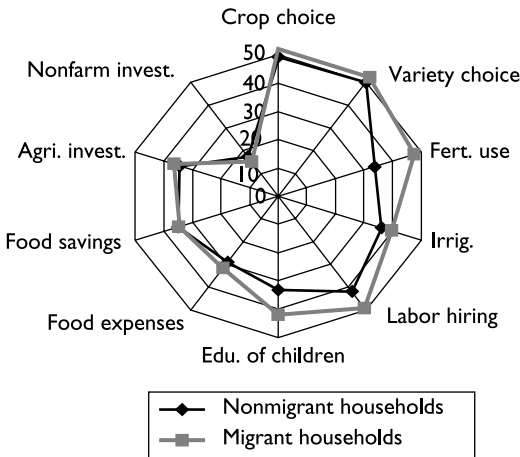 Crop choice
50
40
30
20
10
0
Nonfarm invest.
Variety choice
Agri. invest.
Fert. use
Food savings
Irrig.
Food expenses
Labor hiring
Edu. of children
Nonmigrant households
Migrant households